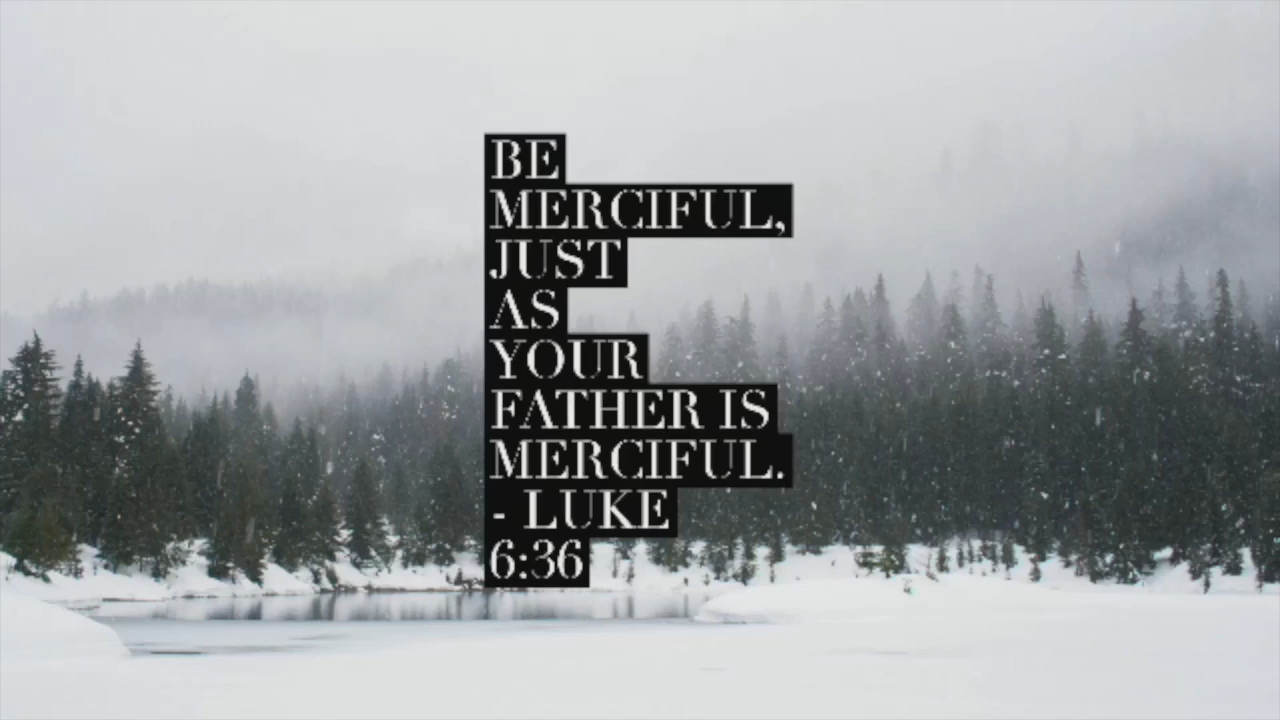 BE
MERCIFUL,
JUST
AS
YOUR
FATHER IS
MERCIFUL.
- LUKE
6:36